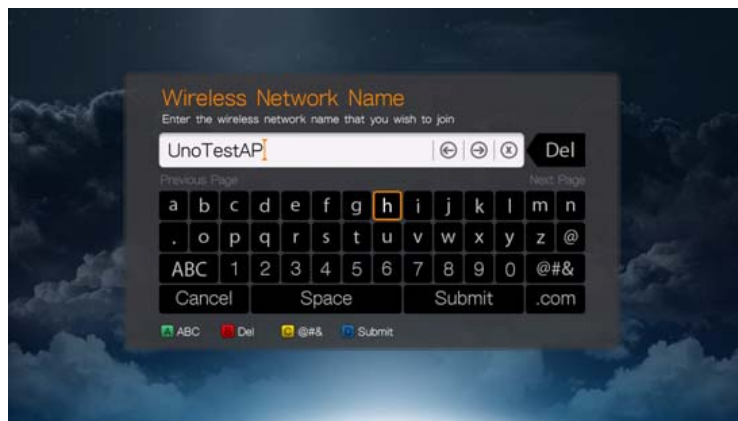 Wireless Network Name
Enter the wireless network name that you wish to join
UnoTestAP
Del
Previous Page Next Page
a b c d e f g h i j k l m n
. o p q r s t u v w x y z @
ABC 1 2 3 4 5 6 7 8 9 0 @#&
Cancel Space Submit .com
A ABC B Del C @#& D Submit